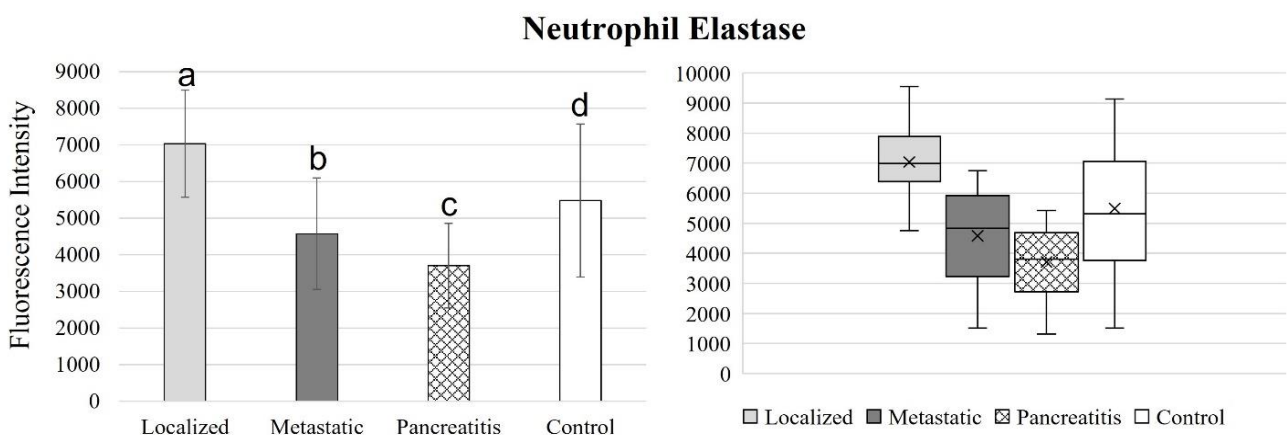 Neutrophil Elastase
Fluorescence Intensity
9000
8000
7000
6000
5000
4000
3000
2000
1000
0
a
b
c
d
Localized Metastatic Pancreatitis Control
10000
9000
8000
7000
6000
5000
4000
3000
2000
1000
0
Localized Metastatic Pancreatitis Control